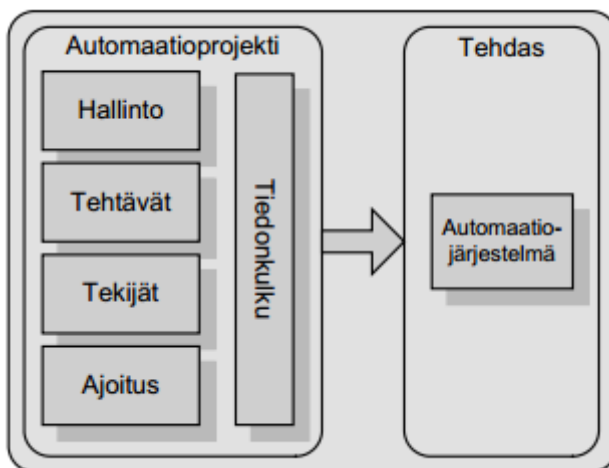 Automaatioprojekti
Hallinto
Tehtävät
Tekijät
Ajoitus
Tiedonkulku
Tehdas
Automaatio-
järjestelmä